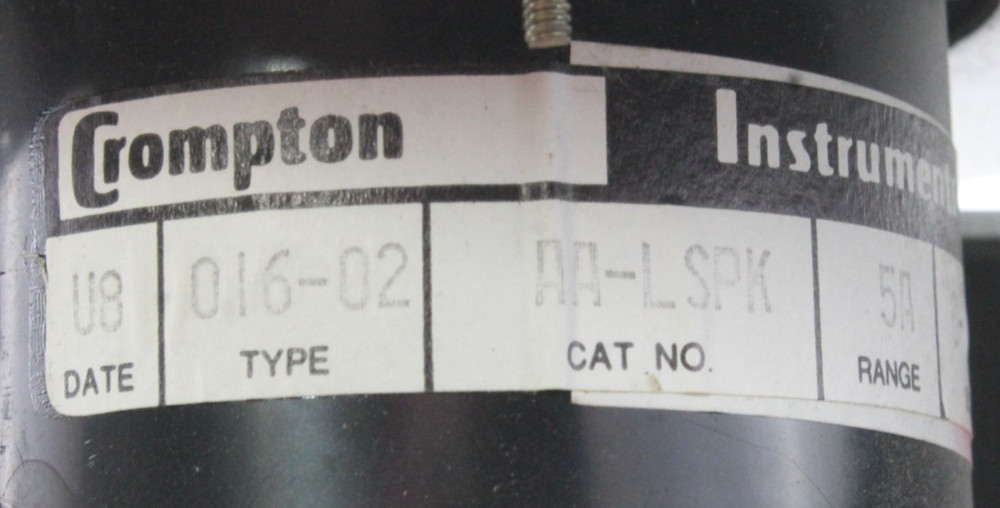 Crompton Instrument
U8 016-02 AA-LSPK 5A
DATE TYPE CAT NO. RANGE